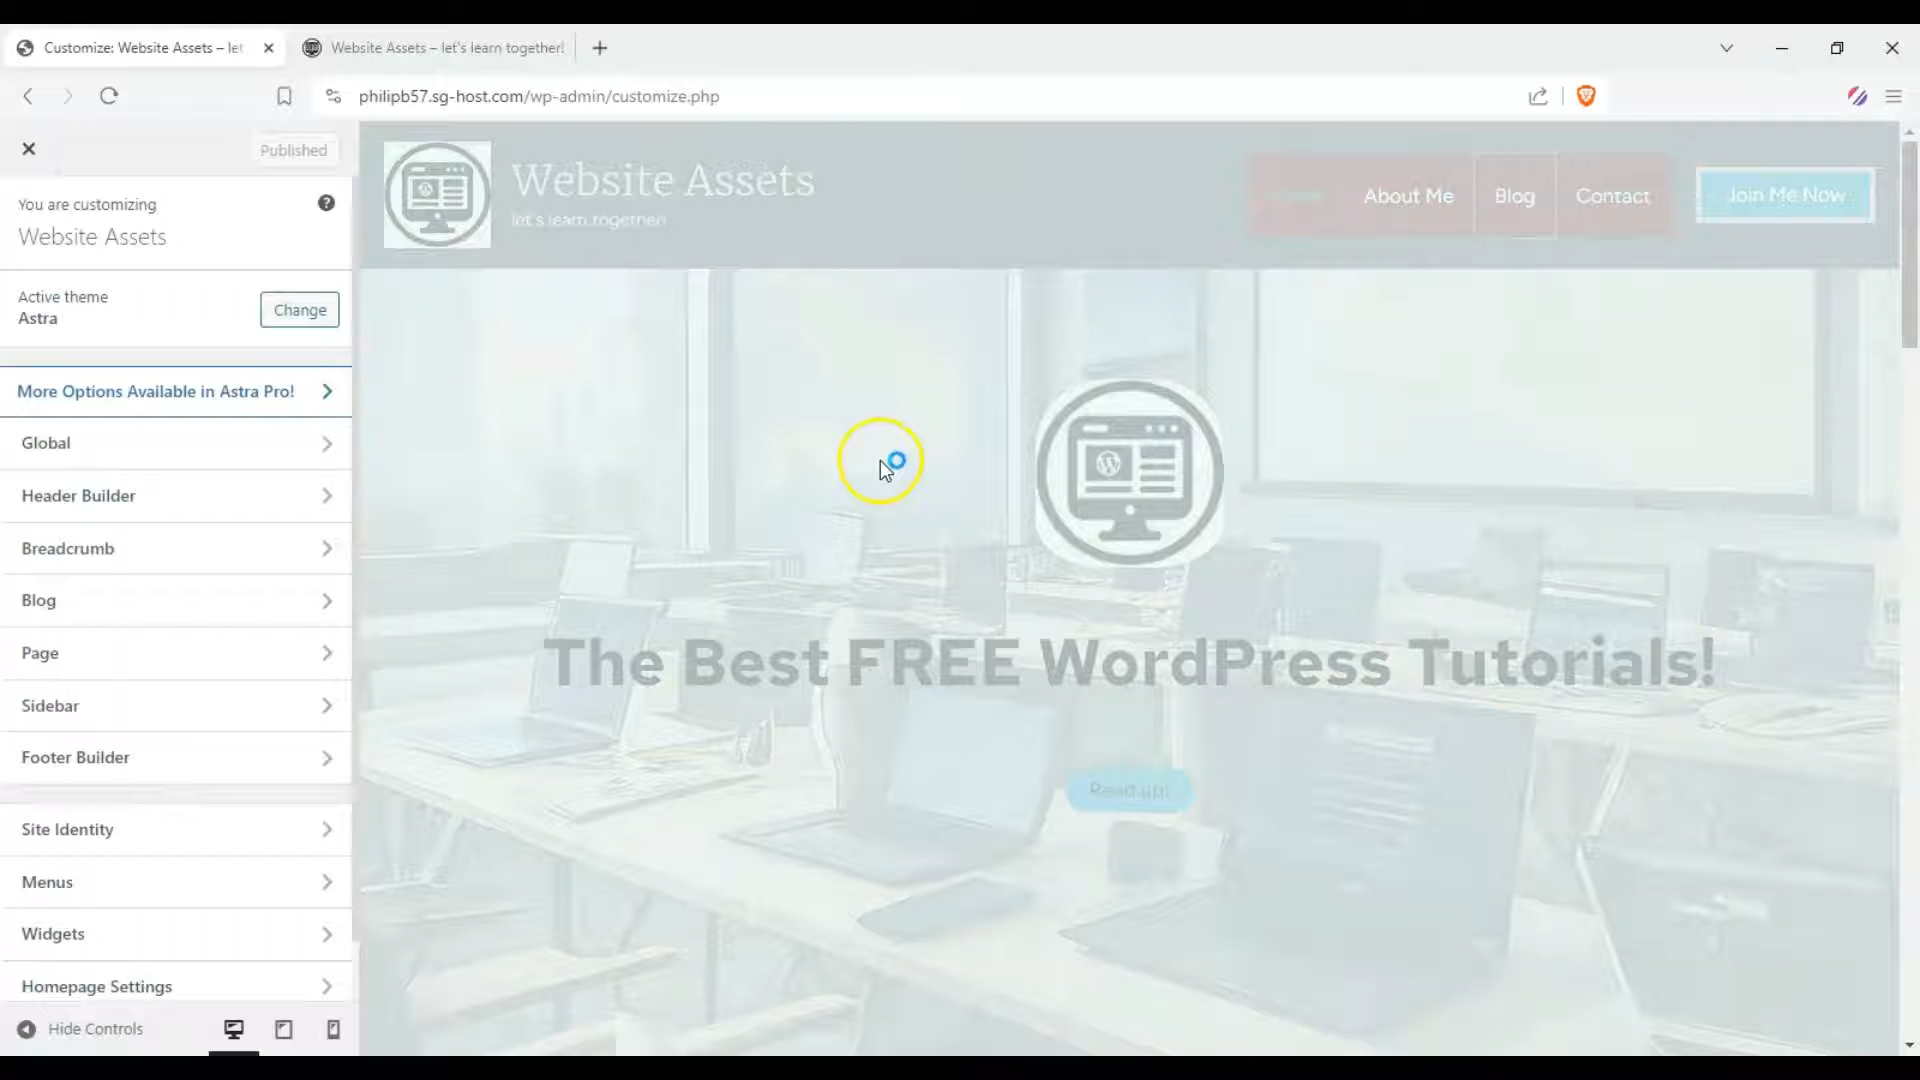 Customize: Website Assets – let
Website Assets – let's learn together!
philipb57.sg-host.com/wp-admin/customize.php
Published
You are customizing
Website Assets
Active theme
Astra
Change
More Options Available in Astra Pro!
Global
Header Builder
Breadcrumb
Blog
Page
Sidebar
Footer Builder
Site Identity
Menus
Widgets
Homepage Settings
Hide Controls
Website Assets
let's learn together!
About Me
Blog
Contact
Join Me Now
The Best FREE WordPress Tutorials!
Read up!